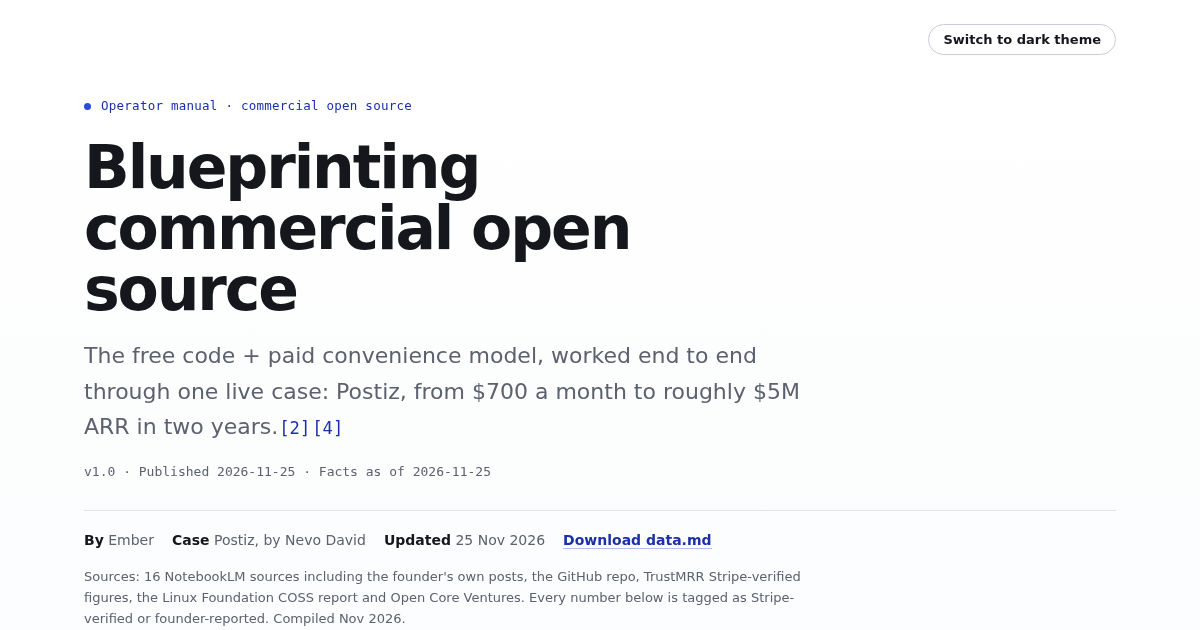 Switch to dark theme
Operator manual · commercial open source
Blueprinting
commercial open
source
The free code + paid convenience model, worked end to end
through one live case: Postiz, from $700 a month to roughly $5M
ARR in two years. [2] [4]
v1.0 · Published 2026-11-25 · Facts as of 2026-11-25
By Ember Case Postiz, by Nevo David Updated 25 Nov 2026 Download data.md
Sources: 16 NotebookLM sources including the founder's own posts, the GitHub repo, TrustMRR Stripe-verified
figures, the Linux Foundation COSS report and Open Core Ventures. Every number below is tagged as Stripe-
verified or founder-reported. Compiled Nov 2026.